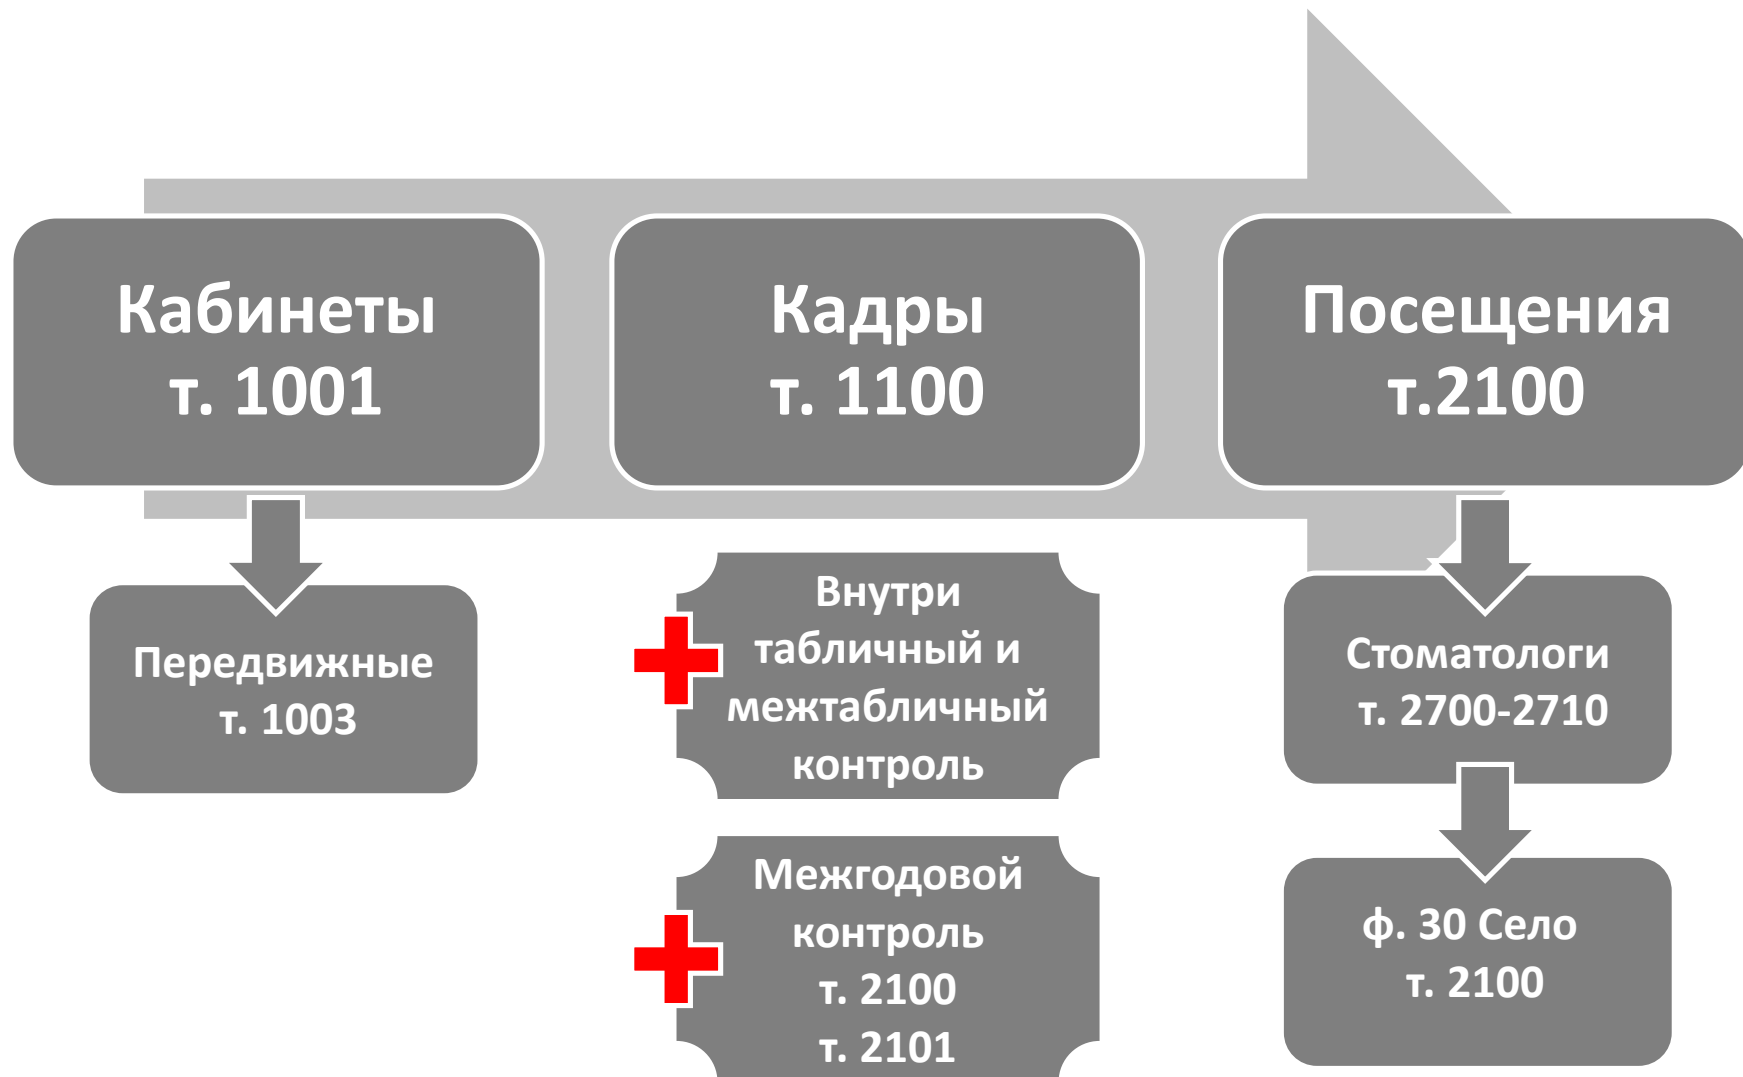 Кабинеты
т. 1001
Кадры
т. 1100
Посещения
т.2100
Передвижные
т. 1003
Внутри
табличный и
межтабличный
контроль
Стоматологи
т. 2700-2710
Межгодовой
контроль
т. 2100
т. 2101
ф. 30 Село
т. 2100